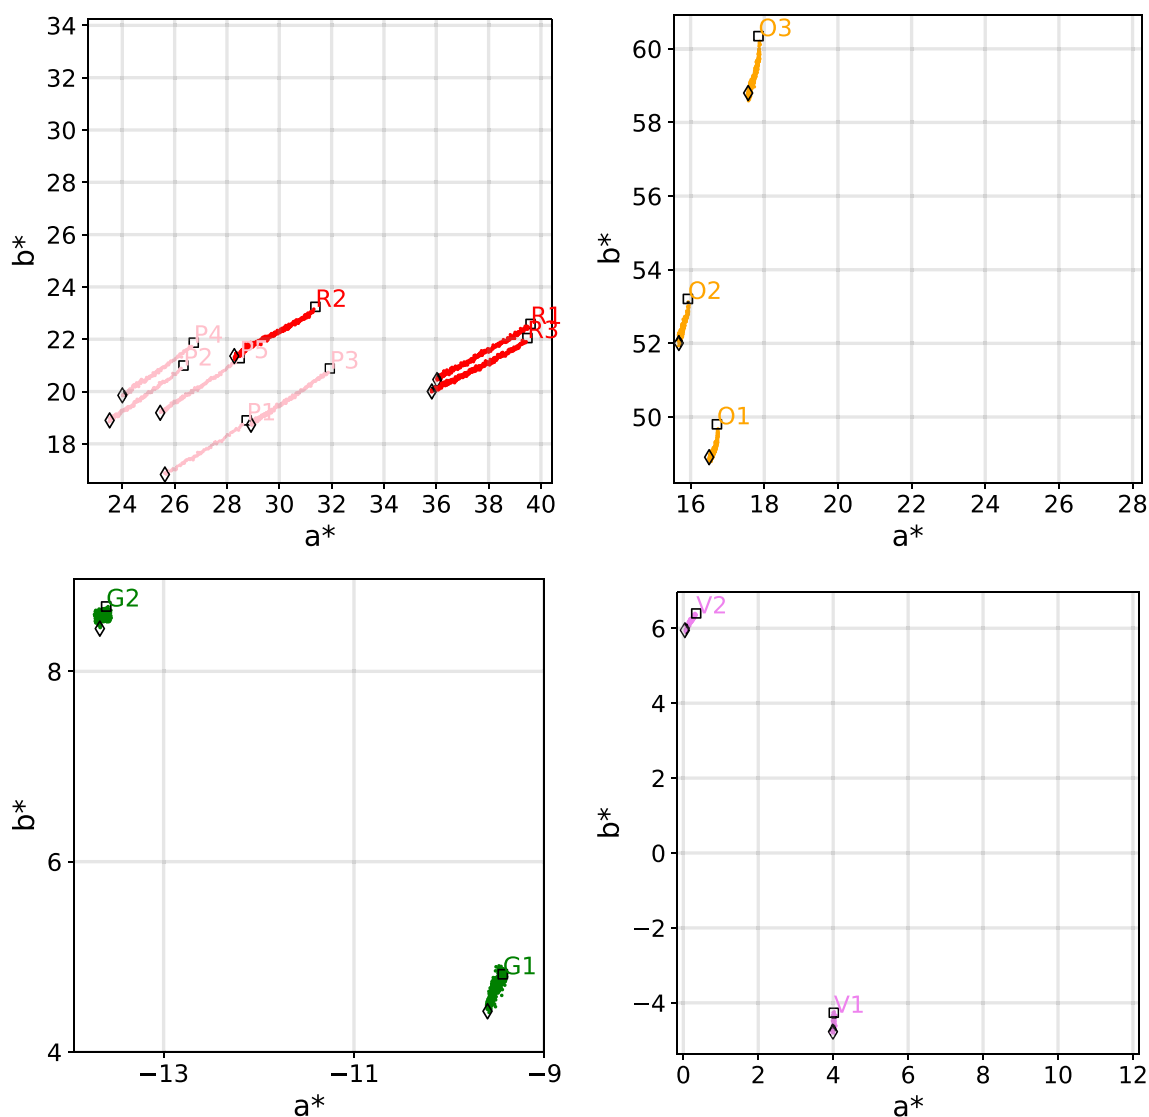 34
32
30
28
26
24
22
20
18
b*
R2
R1
R3
P4
P2
P5
P3
P1
24 26 28 30 32 34 36 38 40
a*
60
58
56
54
52
50
b*
O3
O2
O1
16 18 20 22 24 26 28
a*
8
6
4
b*
G2
G1
−13 −11 −9
a*
6
4
2
0
−2
−4
b*
V2
V1
0 2 4 6 8 10 12
a*